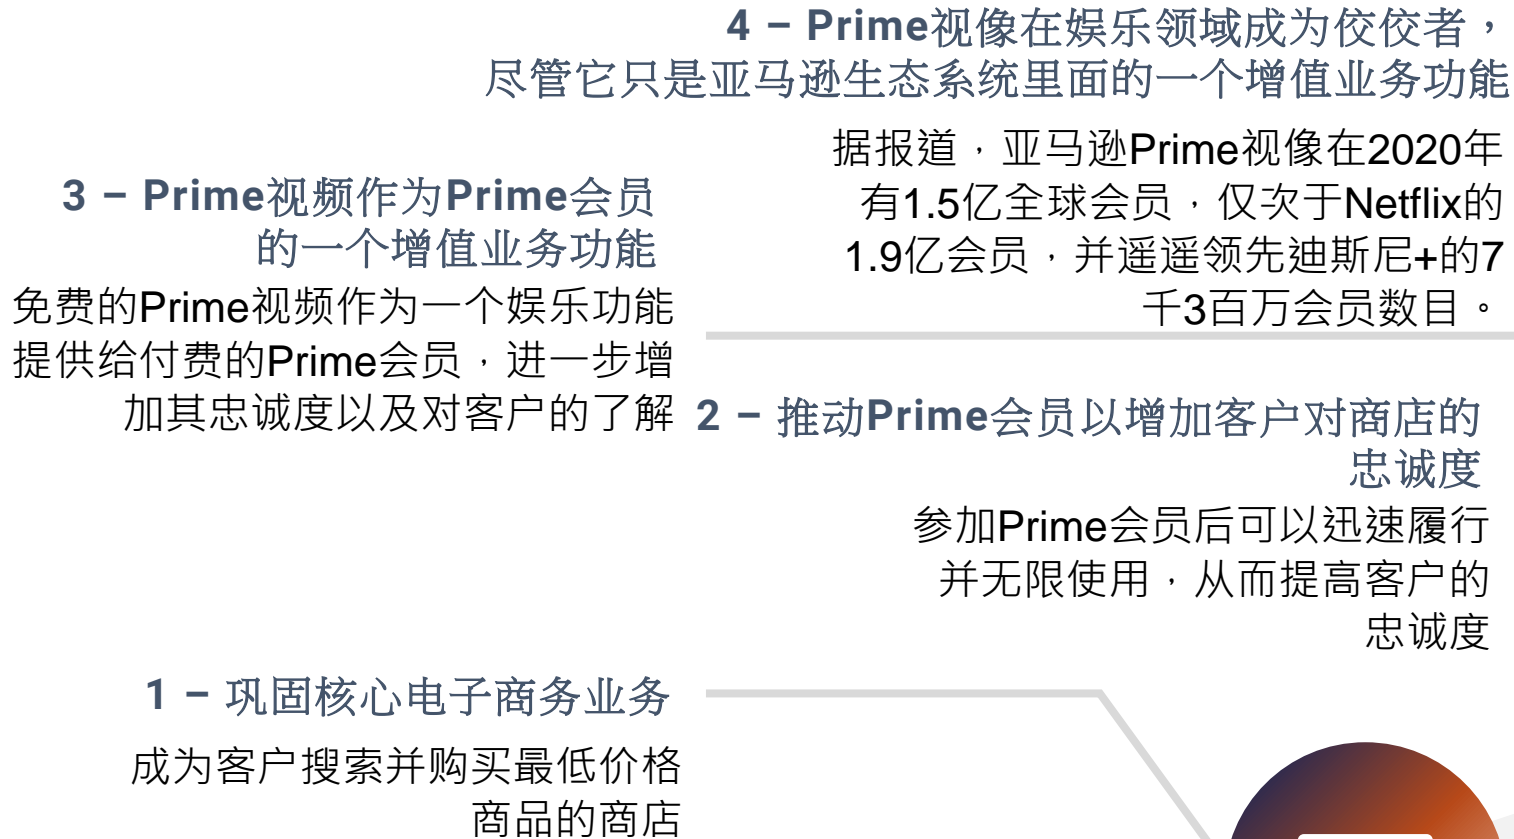 4 – Prime视像在娱乐领域成为佼佼者，
尽管它只是亚马逊生态系统里面的一个增值业务功能
据报道，亚马逊Prime视像在2020年
有1.5亿全球会员，仅次于Netflix的
1.9亿会员，并遥遥领先迪斯尼+的7
千3百万会员数目。
3 – Prime视频作为Prime会员
的一个增值业务功能
免费的Prime视频作为一个娱乐功能
提供给付费的Prime会员，进一步增
加其忠诚度以及对客户的了解
2 – 推动Prime会员以增加客户对商店的
忠诚度
参加Prime会员后可以迅速履行
并无限使用，从而提高客户的
忠诚度
1 – 巩固核心电子商务业务
成为客户搜索并购买最低价格
商品的商店